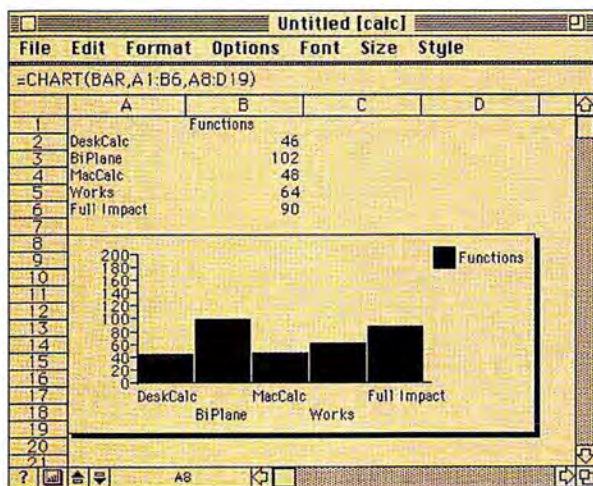 Untitled [calc]
File Edit Format Options Font Size Style
=CHART(BAR,A1:B6,A8:D19)
A B C D
1 Functions
2 DeskCalc 46
3 BiPlane 102
4 MacCalc 48
5 Works 64
6 Full Impact 90
7
8
9
10
11
12
13
14
15
16
17
18
19
20
21
200
180
160
140
120
100
80
60
40
20
0
Functions
DeskCalc MacCalc Full Impact
BiPlane Works
? A8